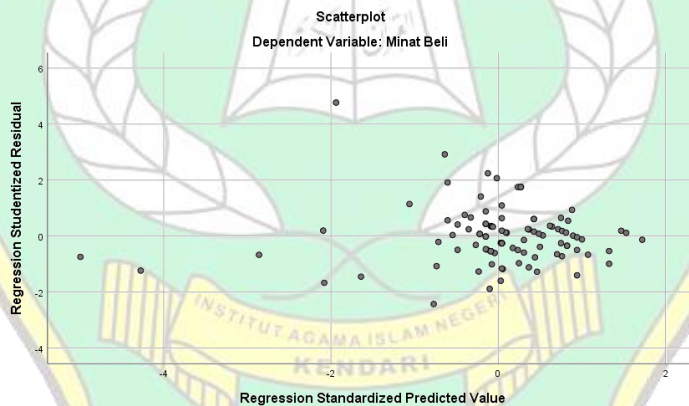 Scatterplot
Dependent Variable: Minat Beli
Regression Studentized Residual
6
4
2
0
-2
-4
-4
-2
0
2
Regression Standardized Predicted Value
INSTITUT AGAMA ISLAM NEGERI
KENDARI